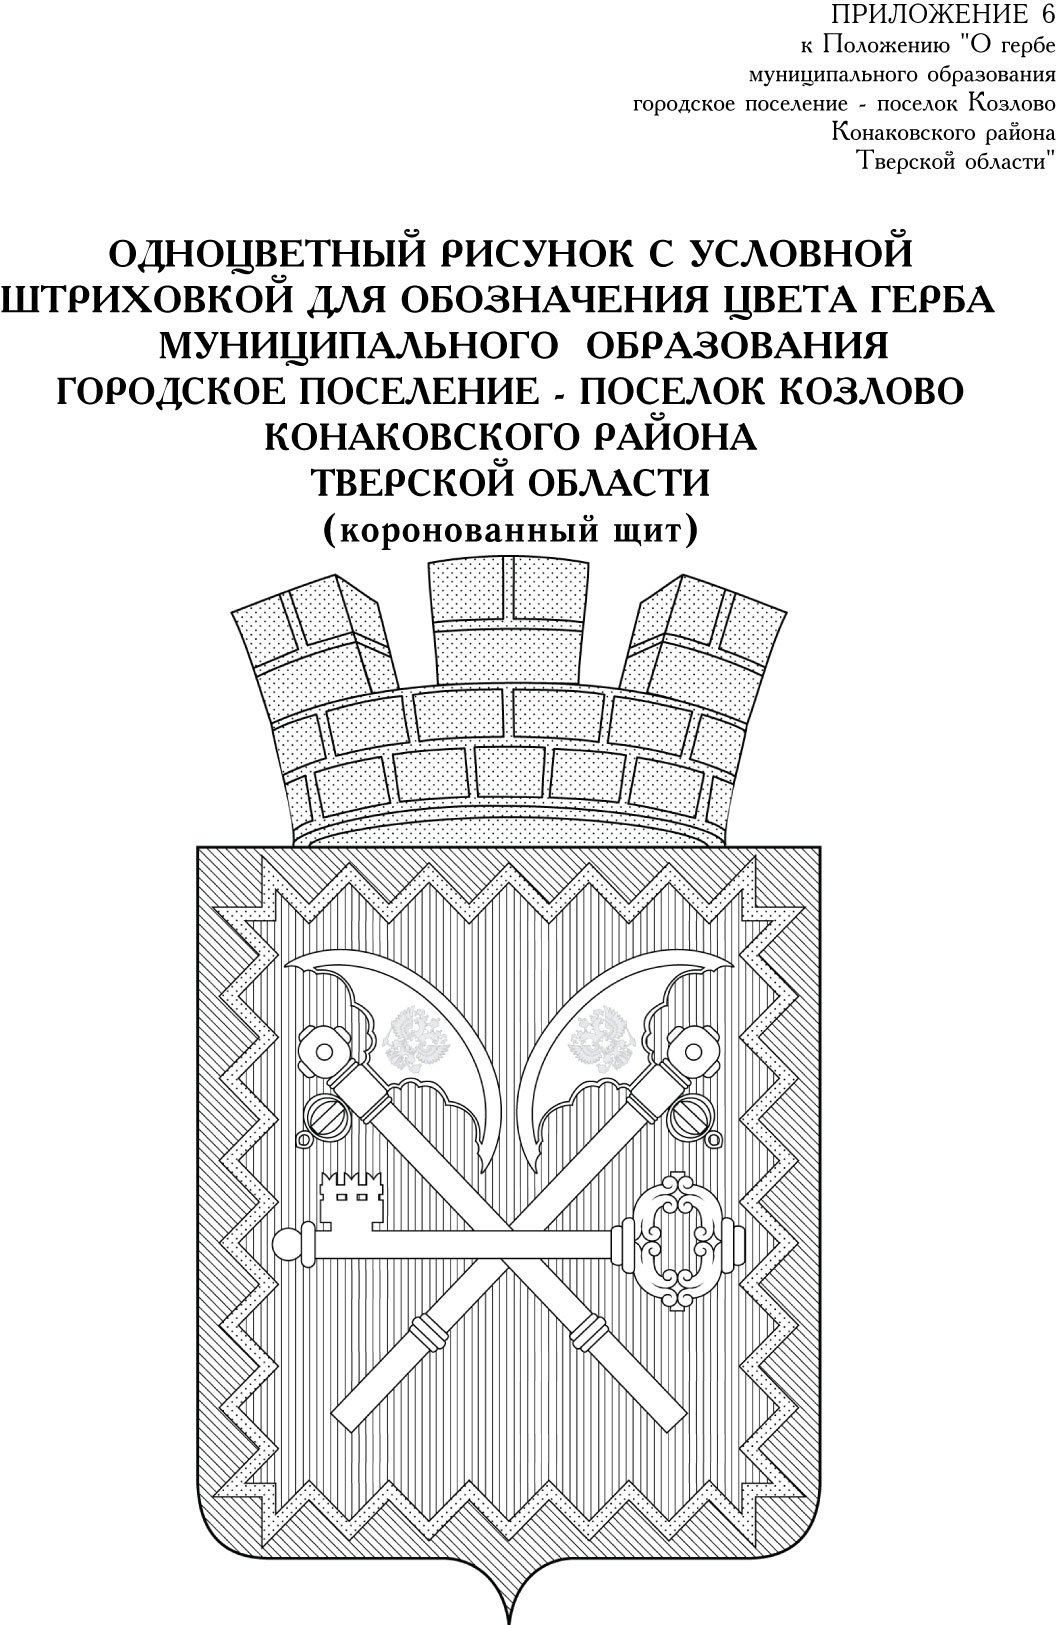 ПРИЛОЖЕНИЕ 6
к Положению "О гербе
муниципального образования
городское поселение - поселок Козлово
Конаковского района
Тверской области"
ОДНОЦВЕТНЫЙ РИСУНОК С УСЛОВНОЙ
ШТРИХОВКОЙ ДЛЯ ОБОЗНАЧЕНИЯ ЦВЕТА ГЕРБА
МУНИЦИПАЛЬНОГО ОБРАЗОВАНИЯ
ГОРОДСКОЕ ПОСЕЛЕНИЕ - ПОСЕЛОК КОЗЛОВО
КОНАКОВСКОГО РАЙОНА
ТВЕРСКОЙ ОБЛАСТИ
(коронованный щит)